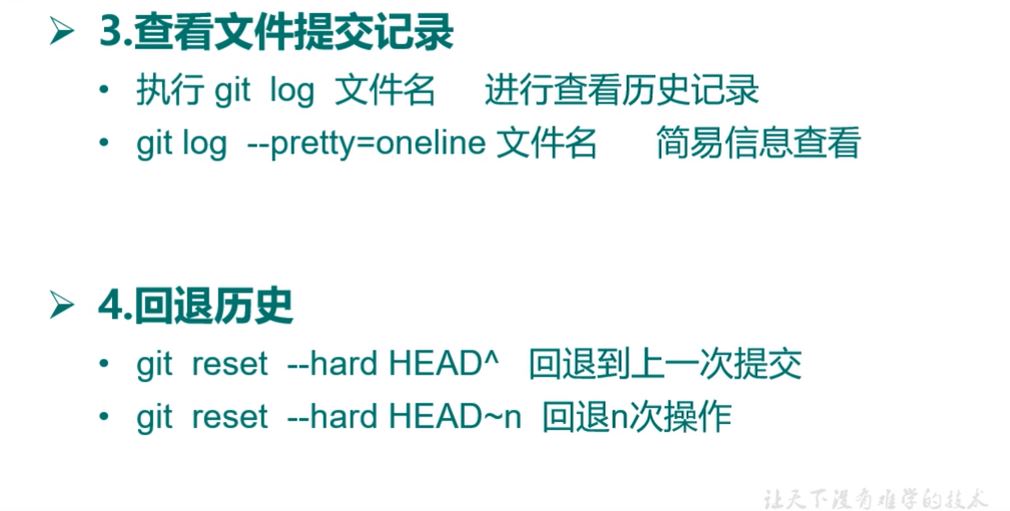 ➢ 3.查看文件提交记录
• 执行 git log 文件名 进行查看历史记录
• git log --pretty=oneline 文件名 简易信息查看
➢ 4.回退历史
• git reset --hard HEAD^ 回退到上一次提交
• git reset --hard HEAD~n 回退n次操作
让天下没有难学的技术